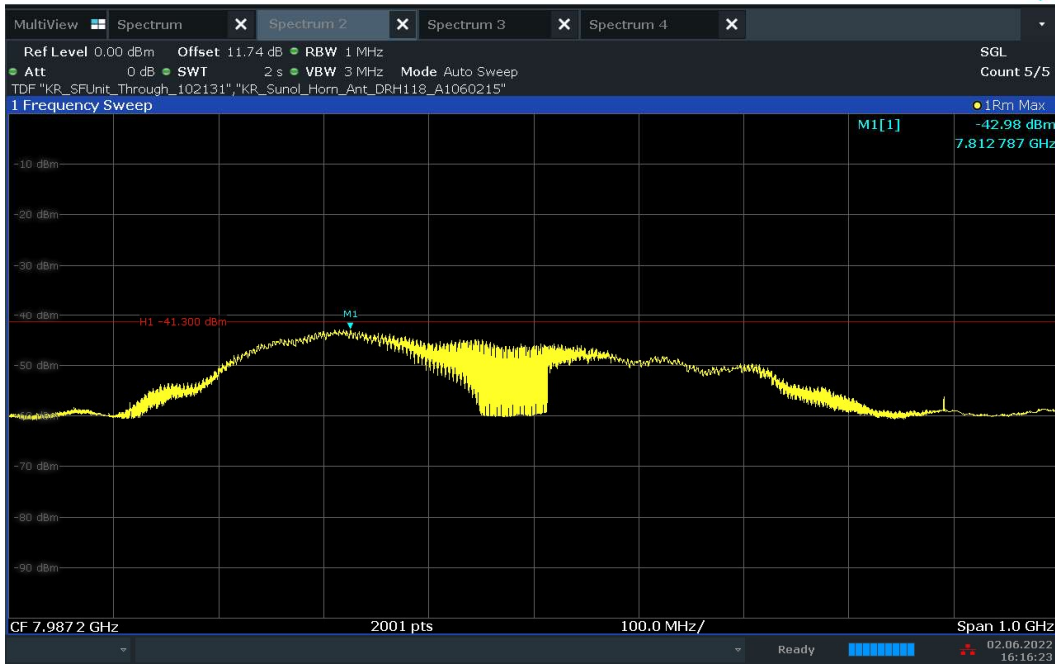 MultiView Spectrum X Spectrum 2 X Spectrum 3 X Spectrum 4 X
Ref Level 0.00 dBm Offset 11.74 dB RBW 1 MHz SGL
Att 0 dB SWT 2 s VBW 3 MHz Mode Auto Sweep Count 5/5
TDF "KR_SFUnit_Through_102131","KR_Sunol_Horn_Ant_DRH118_A1060215"
1 Frequency Sweep 1Rm Max
M1[1] -42.98 dBm
7.812 787 GHz
-10 dBm
-20 dBm
-30 dBm
-40 dBm
M1
H1 -41.300 dBm
-50 dBm
-70 dBm
-80 dBm
-90 dBm
CF 7.9872 GHz 2001 pts 100.0 MHz/ Span 1.0 GHz
Ready 02.06.2022
16:16:23